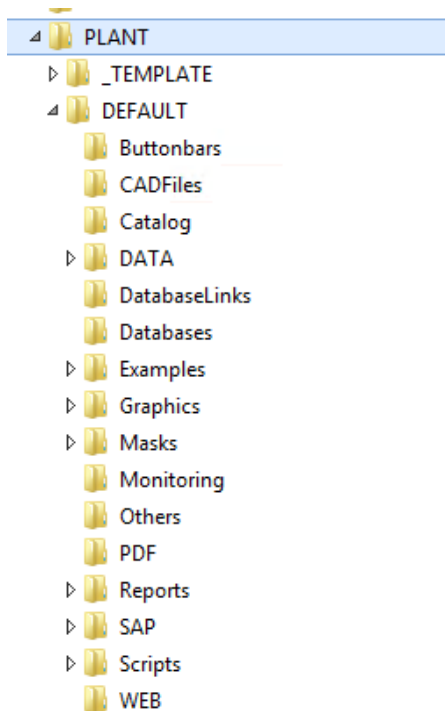 PLANT
_TEMPLATE
DEFAULT
Buttonbars
CADFiles
Catalog
DATA
DatabaseLinks
Databases
Examples
Graphics
Masks
Monitoring
Others
PDF
Reports
SAP
Scripts
WEB